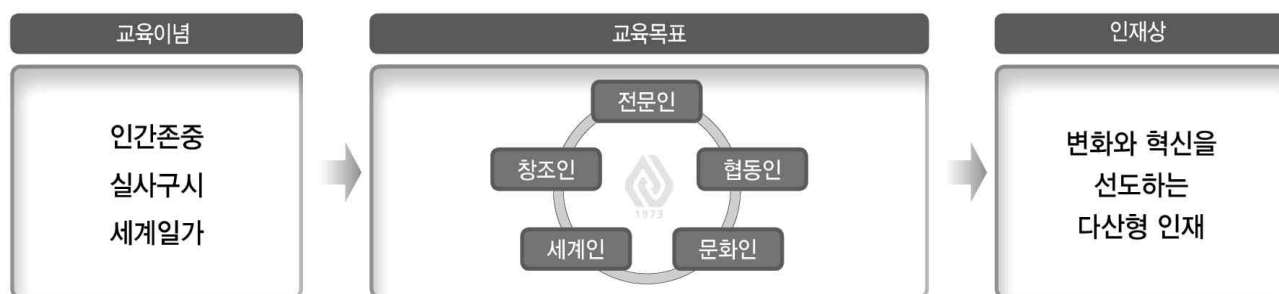 교육이념
인간존중
실사구시
세계일가
교육목표
전문인
창조인
협동인
1973
세계인
문화인
인재상
변화와 혁신을
선도하는
다산형 인재